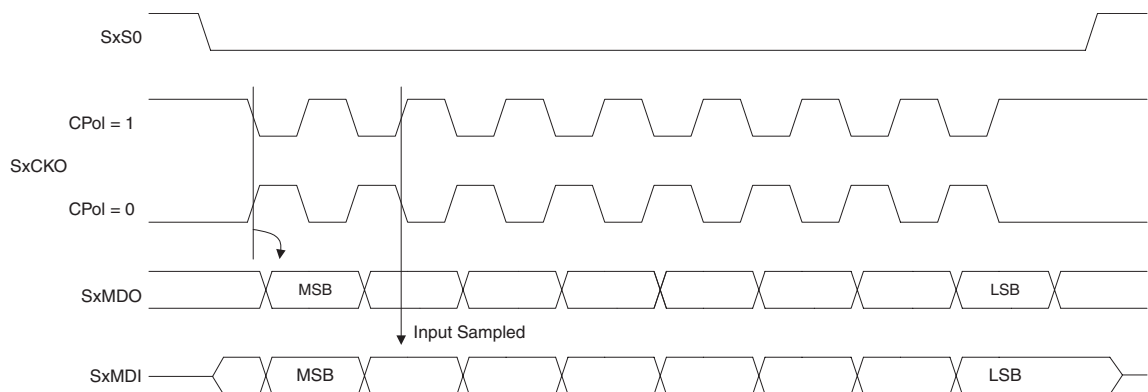 SxS0
CPol = 1
SxCKO
CPol = 0
SxMDO MSB LSB
Input Sampled
SxMDI MSB LSB